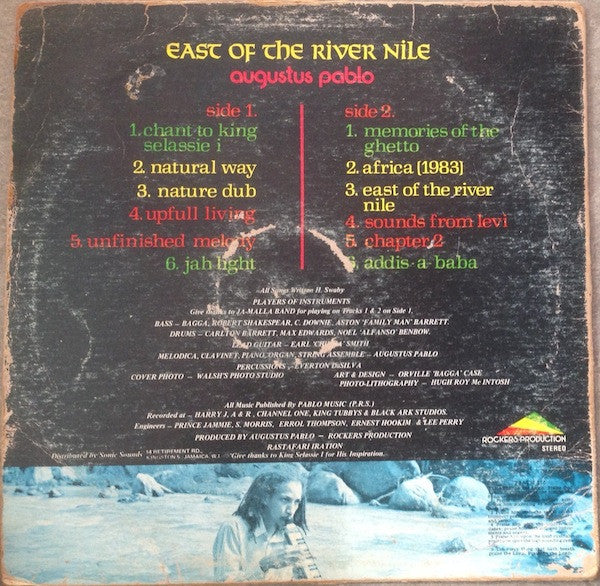 EAST OF THE RIVER NILE
augustus pablo
side 1.
1. chant to king
selassie i
2. natural way
3. nature dub
4. upfull living
5. unfinished melody
6. jah light
side 2.
1. memories of the
ghetto
2. africa (1983)
3. east of the river
nile
4. sounds from levi
5. chapter 2
6. addis-a-baba
All Songs Written H. Swaby
PLAYERS OF INSTRUMENTS
Give thanks to JA-MALLA BAND for playing on Tracks 1 & 2 on Side 1.
BASS – BAGGA, ROBERT SHAKESPEAR, C. DOWNIE, ASTON 'FAMILY MAN' BARRETT.
DRUMS – CARLTON BARRETT, MAX EDWARDS, NOEL 'ALFANSO' BENBOW.
LEAD GUITAR – EARL SMITH
MELODICA, CLAVINET, PIANO, ORGAN, STRING ASSEMBLE – AUGUSTUS PABLO
PERCUSSIONS – EVERTON DeSILVA
COVER PHOTO – WALSH'S PHOTO STUDIO
ART & DESIGN – ORVILLE 'BAGGA' CASE
PHOTO-LITHOGRAPHY – HUGH ROY McINTOSH
All Music Published By PABLO MUSIC (P.R.S.)
Recorded at – HARRY J, A & R , CHANNEL ONE, KING TUBBYS & BLACK ARK STUDIOS.
Engineers – PRINCE JAMMIE, S. MORRIS, ERROL THOMPSON, ERNEST HOOKIM & LEE PERRY
PRODUCED BY AUGUSTUS PABLO – ROCKERS PRODUCTION
RASTAFARI IRATION
Distributed by Sonic Sounds 14 RETIREMENT RD.,
KINGSTON 5, JAMAICA, W.I.
'Give thanks to King Selassie I for His Inspiration.
ROCKERS PRODUCTION
STEREO